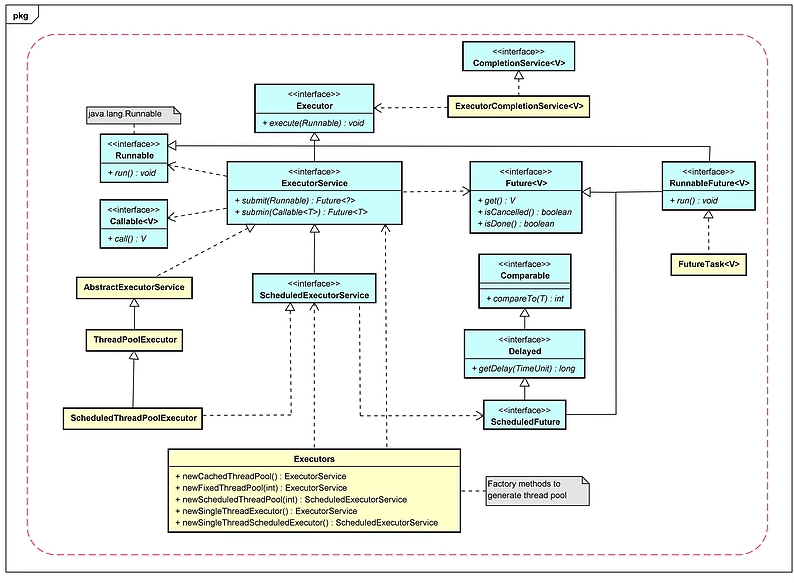 pkg
<<interface>>
CompletionService<V>
<<interface>>
Executor
+ execute(Runnable) : void
ExecutorCompletionService<V>
java.lang.Runnable
<<interface>>
Runnable
+ run() : void
<<interface>>
ExecutorService
+ submit(Runnable) : Future<?>
+ submin(Callable<T>) : Future<T>
<<interface>>
Future<V>
+ get() : V
+ isCancelled() : boolean
+ isDone() : boolean
<<interface>>
RunnableFuture<V>
+ run() : void
<<interface>>
Callable<V>
+ call() : V
FutureTask<V>
<<interface>>
Comparable
+ compareTo(T) : int
AbstractExecutorService
<<interface>>
ScheduledExecutorService
ThreadPoolExecutor
<<interface>>
Delayed
+ getDelay(TimeUnit) : long
ScheduledThreadPoolExecutor
<<interface>>
ScheduledFuture
Executors
+ newCachedThreadPool() : ExecutorService
+ newFixedThreadPool(int) : ExecutorService
+ newScheduledThreadPool(int) : ScheduledExecutorService
+ newSingleThreadExecutor() : ExecutorService
+ newSingleThreadScheduledExecutor() : ScheduledExecutorService
Factory methods to
generate thread pool